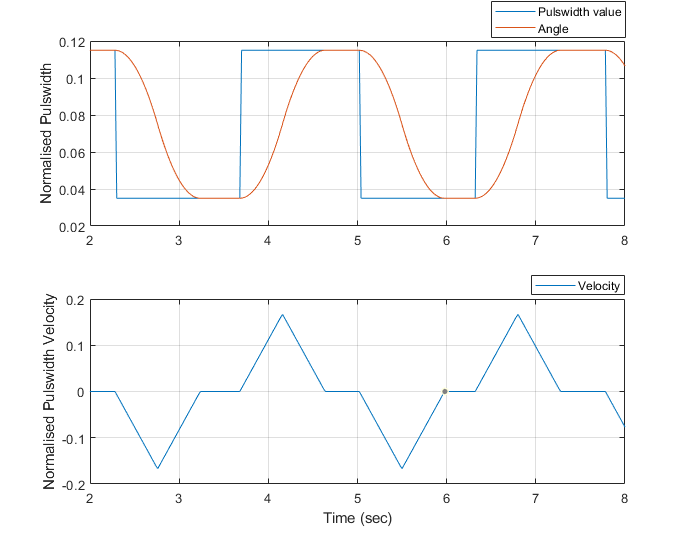 Pulswidth value
Angle
0.12
0.1
0.08
0.06
0.04
0.02
Normalised Pulswidth
2 3 4 5 6 7 8
Velocity
0.2
0.1
0
-0.1
-0.2
Normalised Pulswidth Velocity
2 3 4 5 6 7 8
Time (sec)